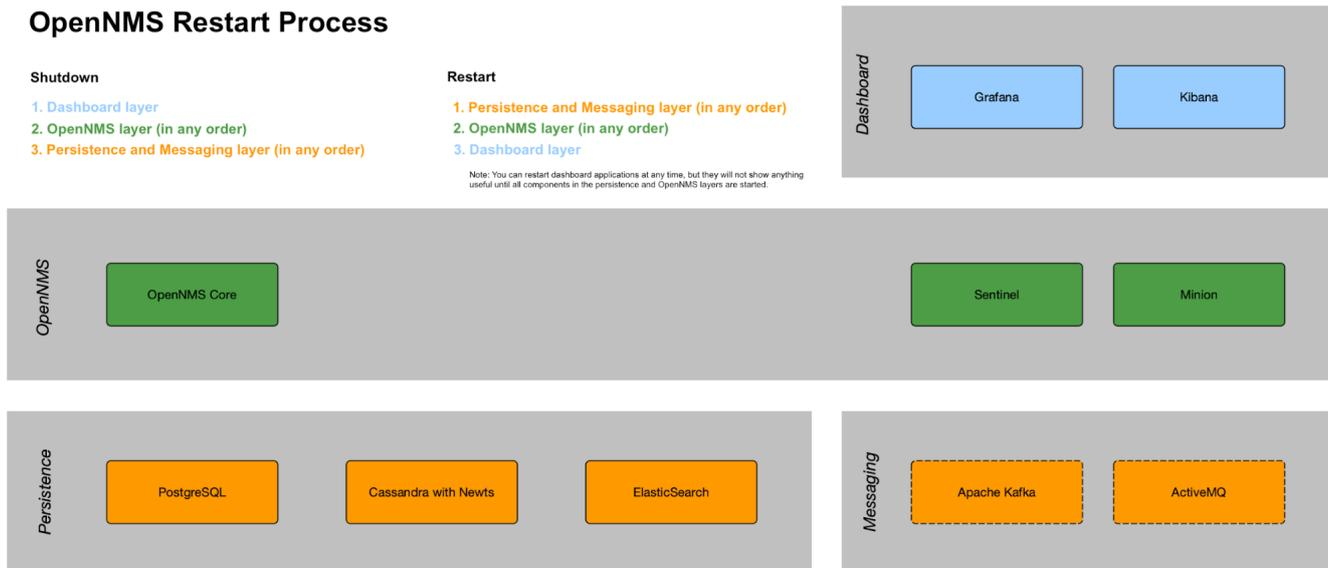 OpenNMS Restart Process
Shutdown
1. Dashboard layer
2. OpenNMS layer (in any order)
3. Persistence and Messaging layer (in any order)
Restart
1. Persistence and Messaging layer (in any order)
2. OpenNMS layer (in any order)
3. Dashboard layer
Note: You can restart dashboard applications at any time, but they will not show anything
useful until all components in the persistence and OpenNMS layers are started.
Dashboard
Grafana
Kibana
OpenNMS
OpenNMS Core
Sentinel
Minion
Persistence
PostgreSQL
Cassandra with Newts
ElasticSearch
Messaging
Apache Kafka
ActiveMQ